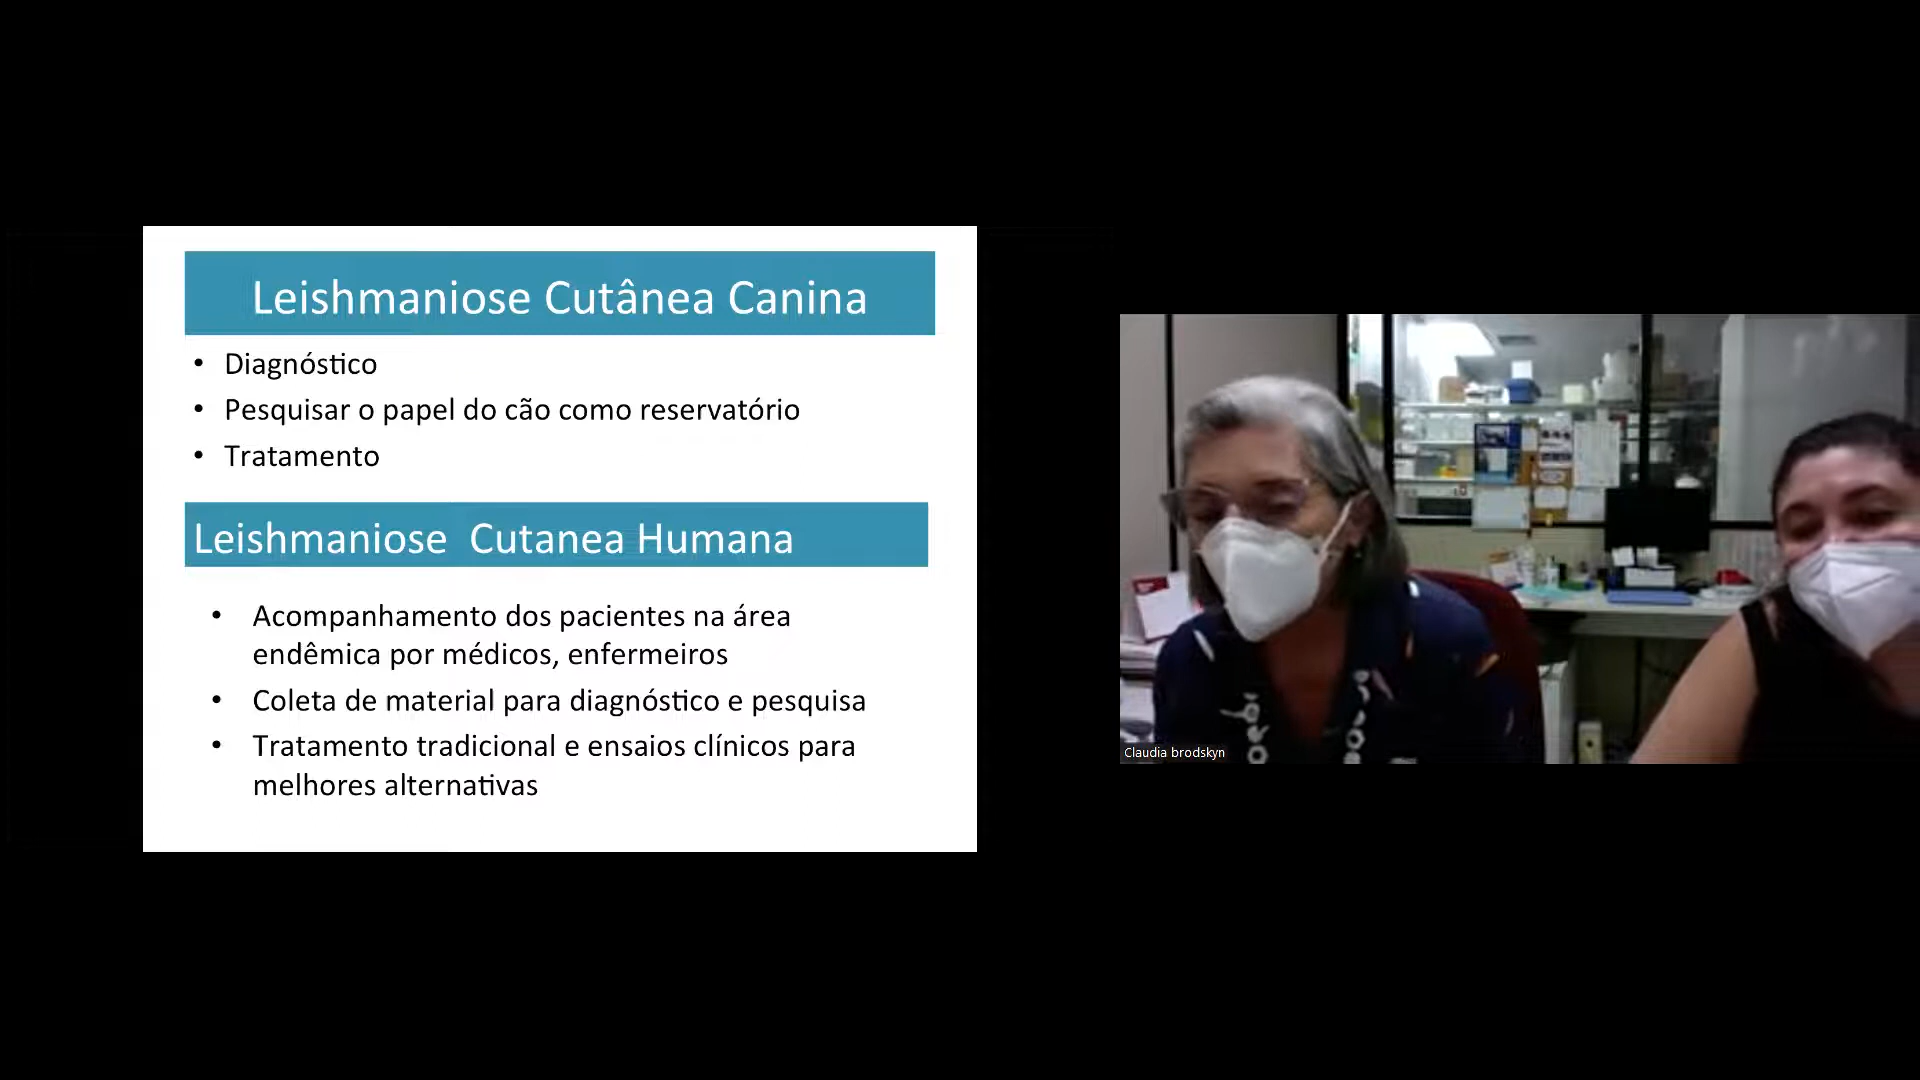 Leishmaniose Cutânea Canina
• Diagnóstico
• Pesquisar o papel do cão como reservatório
• Tratamento
Leishmaniose  Cutanea Humana
• Acompanhamento dos pacientes na área
endêmica por médicos, enfermeiros
• Coleta de material para diagnóstico e pesquisa
• Tratamento tradicional e ensaios clínicos para
melhores alternativas
Claudia brodskyn